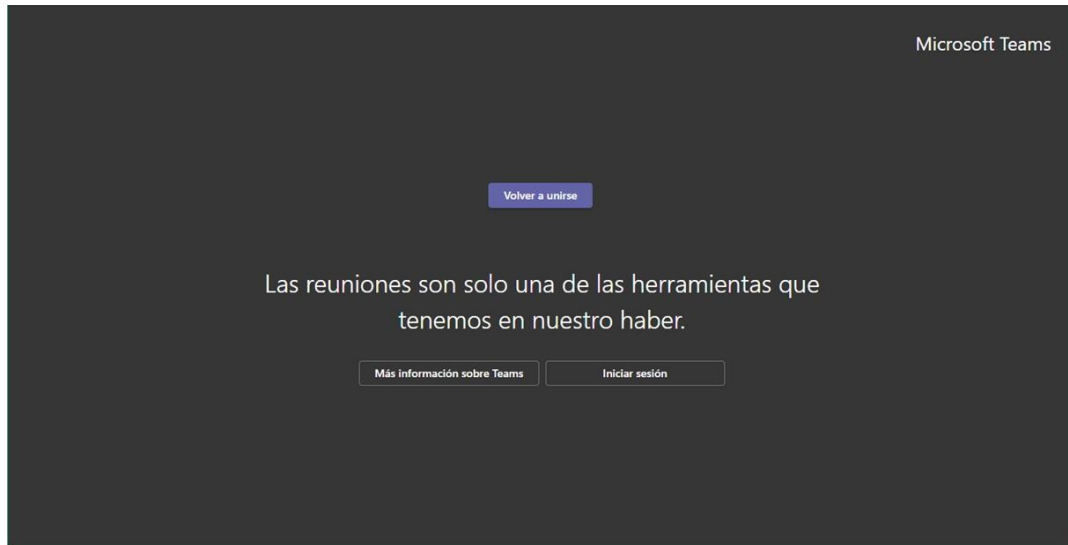 Microsoft Teams
Volver a unirse
Las reuniones son solo una de las herramientas que
tenemos en nuestro haber.
Más información sobre Teams
Iniciar sesión